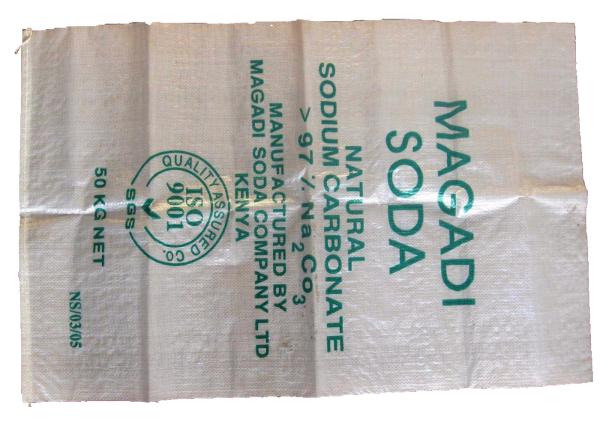 MAGADI
SODA
NATURAL
SODIUM CARBONATE
> 97 % Na2CO3
MANUFACTURED BY
MAGADI SODA COMPANY LTD
KENYA
QUALITY ASSURED CO.
ISO
9001
SGS
50 KG NET
NS/03/05